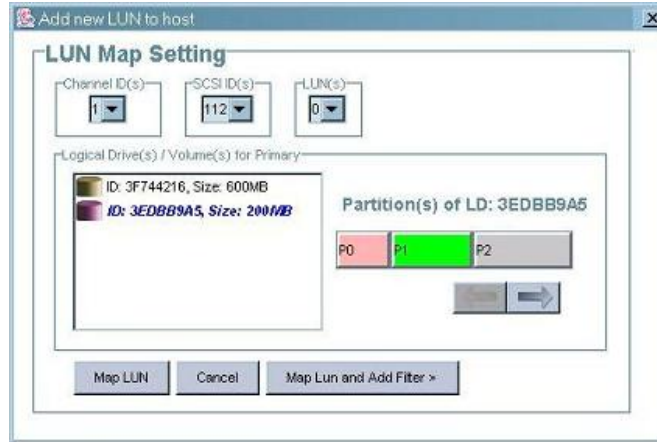 Add new LUN to host
LUN Map Setting
Channel ID(s)
SCSI ID(s)
LUN(s)
1
112
0
Logical Drive(s) / Volume(s) for Primary
ID: 3F744216, Size: 600MB
ID: 3EDBB9A5, Size: 200MB
Partition(s) of LD: 3EDBB9A5
P0 P1 P2
Map LUN
Cancel
Map Lun and Add Filter >